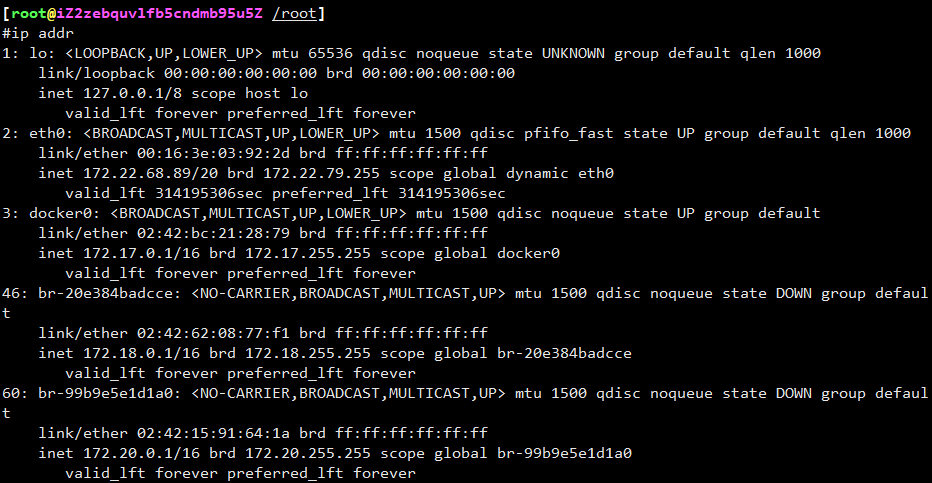 [root@iZ2zebquvlfb5cndmb95u5Z /root]
#ip addr
1: lo: <LOOPBACK,UP,LOWER_UP> mtu 65536 qdisc noqueue state UNKNOWN group default qlen 1000
    link/loopback 00:00:00:00:00:00 brd 00:00:00:00:00:00
    inet 127.0.0.1/8 scope host lo
       valid_lft forever preferred_lft forever
2: eth0: <BROADCAST,MULTICAST,UP,LOWER_UP> mtu 1500 qdisc pfifo_fast state UP group default qlen 1000
    link/ether 00:16:3e:03:92:2d brd ff:ff:ff:ff:ff:ff
    inet 172.22.68.89/20 brd 172.22.79.255 scope global dynamic eth0
       valid_lft 314195306sec preferred_lft 314195306sec
3: docker0: <BROADCAST,MULTICAST,UP,LOWER_UP> mtu 1500 qdisc noqueue state UP group default
    link/ether 02:42:bc:21:28:79 brd ff:ff:ff:ff:ff:ff
    inet 172.17.0.1/16 brd 172.17.255.255 scope global docker0
       valid_lft forever preferred_lft forever
46: br-20e384badcce: <NO-CARRIER,BROADCAST,MULTICAST,UP> mtu 1500 qdisc noqueue state DOWN group defaul
t
    link/ether 02:42:62:08:77:f1 brd ff:ff:ff:ff:ff:ff
    inet 172.18.0.1/16 brd 172.18.255.255 scope global br-20e384badcce
       valid_lft forever preferred_lft forever
60: br-99b9e5e1d1a0: <NO-CARRIER,BROADCAST,MULTICAST,UP> mtu 1500 qdisc noqueue state DOWN group defaul
t
    link/ether 02:42:15:91:64:1a brd ff:ff:ff:ff:ff:ff
    inet 172.20.0.1/16 brd 172.20.255.255 scope global br-99b9e5e1d1a0
       valid_lft forever preferred_lft forever